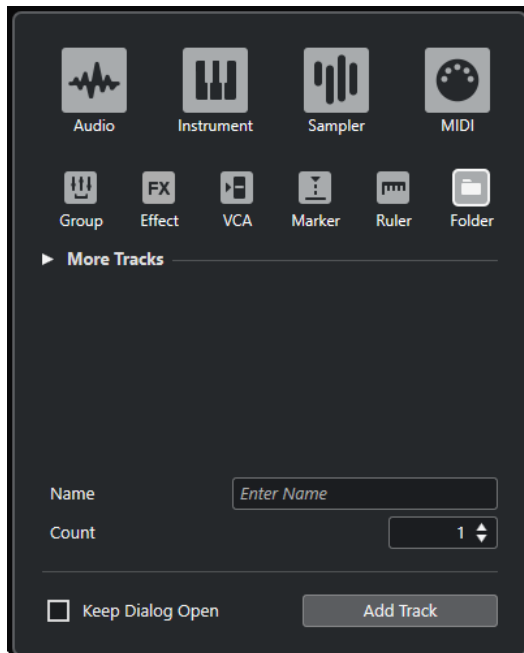 Audio Instrument Sampler MIDI
FX
Group Effect VCA Marker Ruler Folder
More Tracks
Name Enter Name
Count 1
Keep Dialog Open Add Track